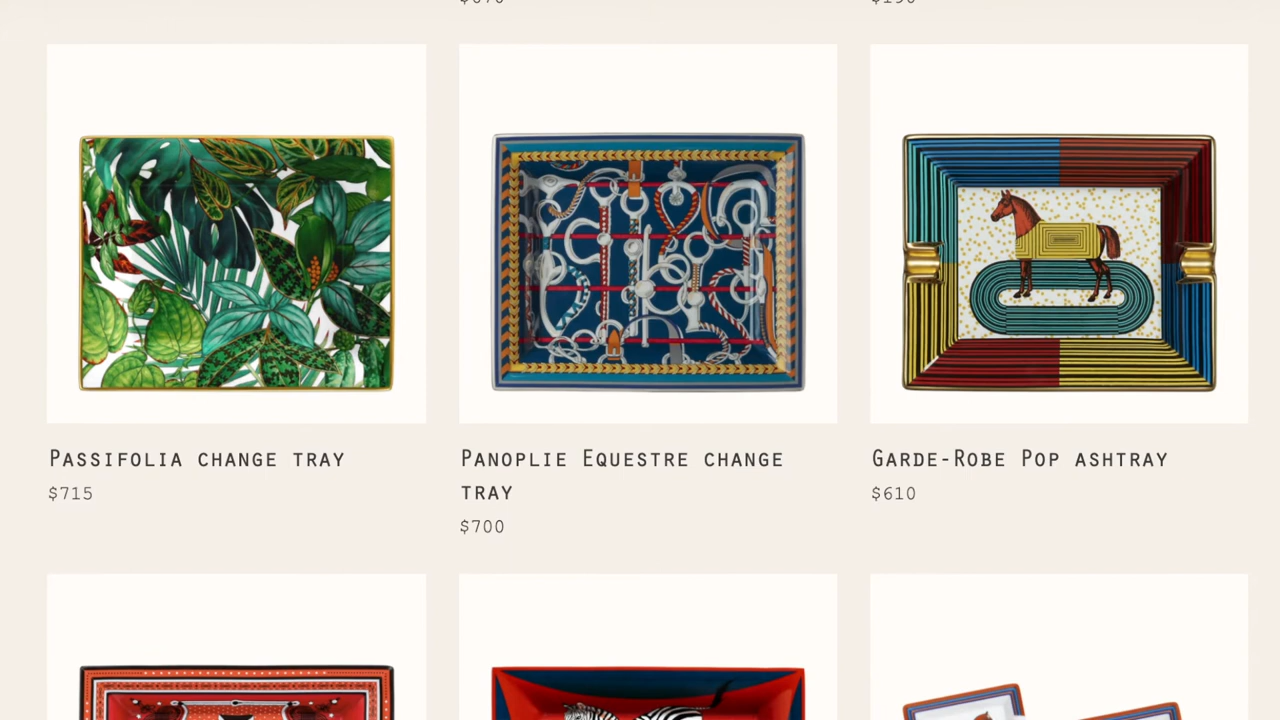 Passifolia change tray
$715
Panoplie Equestre change
tray
$700
Garde-Robe Pop ashtray
$610